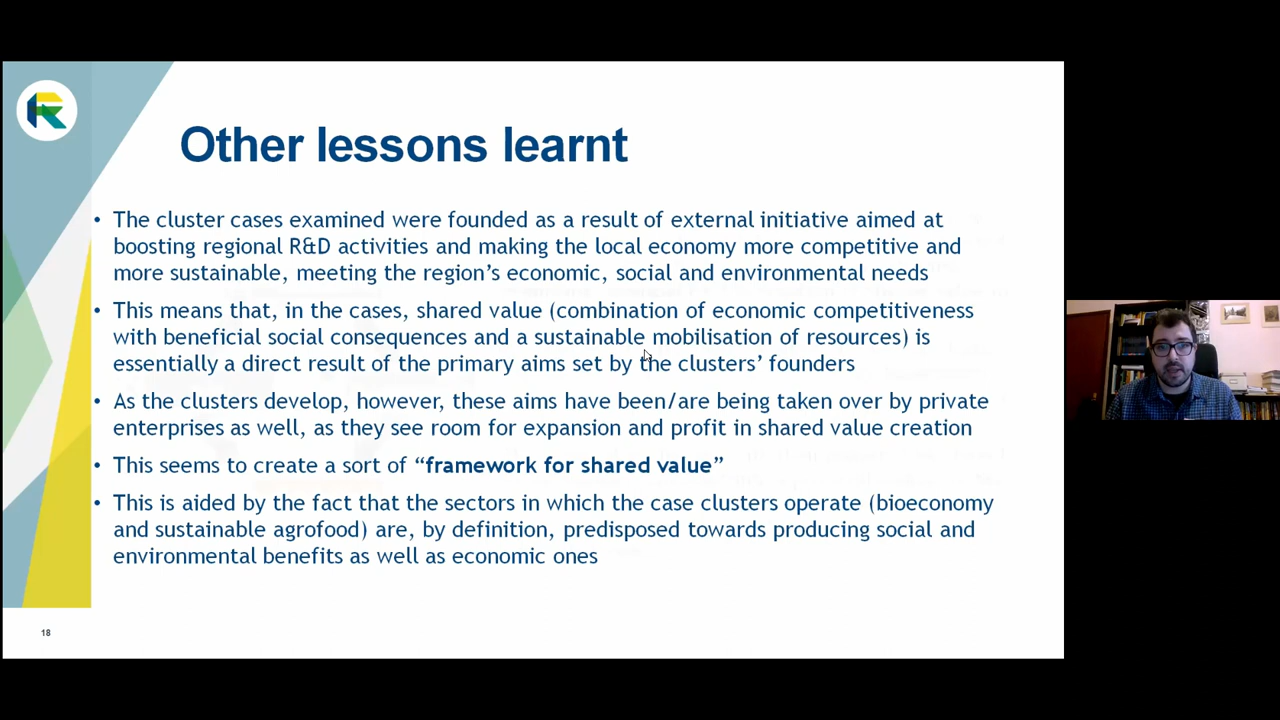 Other lessons learnt
• The cluster cases examined were founded as a result of external initiative aimed at
boosting regional R&D activities and making the local economy more competitive and
more sustainable, meeting the region's economic, social and environmental needs
• This means that, in the cases, shared value (combination of economic competitiveness
with beneficial social consequences and a sustainable mobilisation of resources) is
essentially a direct result of the primary aims set by the clusters' founders
• As the clusters develop, however, these aims have been/are being taken over by private
enterprises as well, as they see room for expansion and profit in shared value creation
• This seems to create a sort of “framework for shared value”
• This is aided by the fact that the sectors in which the case clusters operate (bioeconomy
and sustainable agrofood) are, by definition, predisposed towards producing social and
environmental benefits as well as economic ones
18